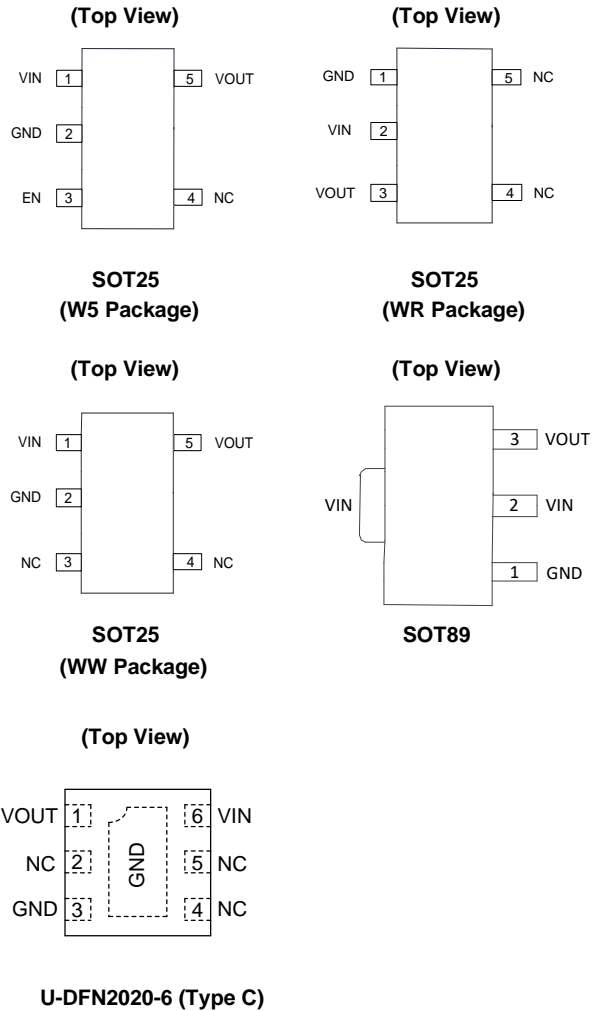 (Top View)
VIN 1 5 VOUT
GND 2
EN 3 4 NC
SOT25
(W5 Package)
(Top View)
GND 1 5 NC
VIN 2
VOUT 3 4 NC
SOT25
(WR Package)
(Top View)
VIN 1 5 VOUT
GND 2
NC 3 4 NC
SOT25
(WW Package)
(Top View)
3 VOUT
VIN 2 VIN
1 GND
SOT89
(Top View)
VOUT 1 6 VIN
NC 2 GND 5 NC
GND 3 4 NC
U-DFN2020-6 (Type C)